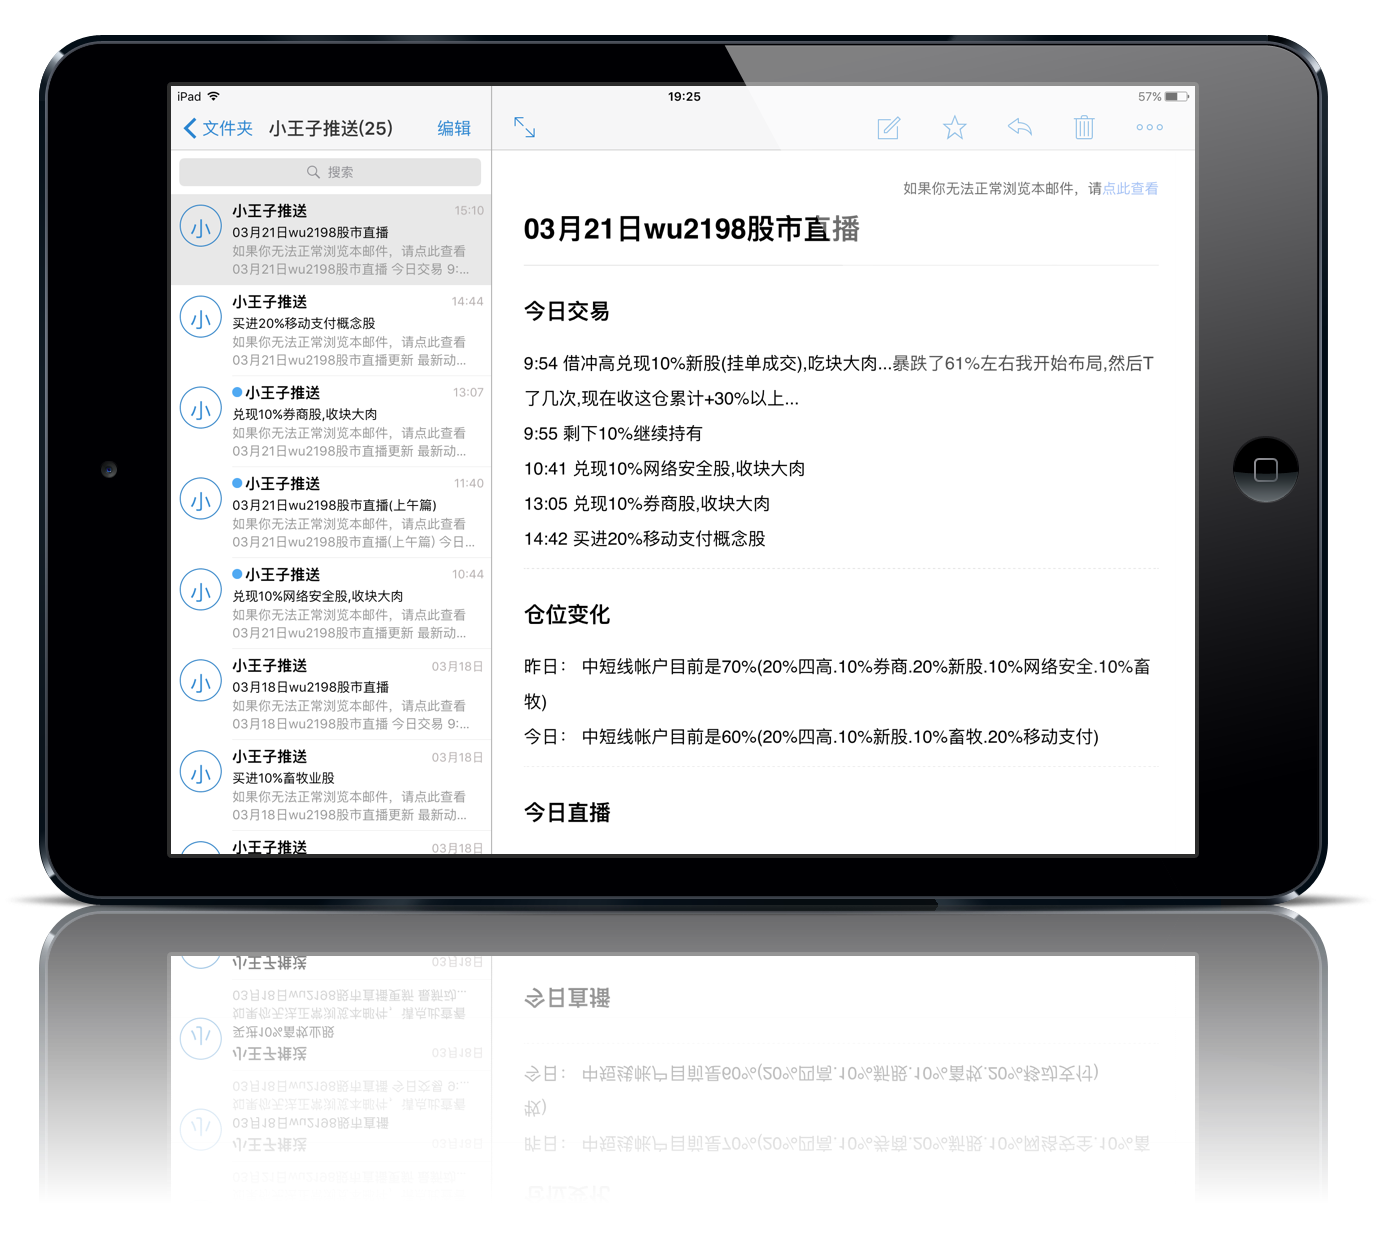 iPad
19:25
57%
文件夹 小王子推送(25) 编辑
搜索
小王子推送 15:10
03月21日wu2198股市直播
如果你无法正常浏览本邮件，请点此查看
03月21日wu2198股市直播 今日交易 9:...
小王子推送 14:44
买进20%移动支付概念股
如果你无法正常浏览本邮件，请点此查看
03月21日wu2198股市直播更新 最新动...
小王子推送 13:07
兑现10%券商股,收块大肉
如果你无法正常浏览本邮件，请点此查看
03月21日wu2198股市直播更新 最新动...
小王子推送 11:40
03月21日wu2198股市直播(上午篇)
如果你无法正常浏览本邮件，请点此查看
03月21日wu2198股市直播(上午篇) 今日...
小王子推送 10:44
兑现10%网络安全股,收块大肉
如果你无法正常浏览本邮件，请点此查看
03月21日wu2198股市直播更新 最新动...
小王子推送 03月18日
03月18日wu2198股市直播
如果你无法正常浏览本邮件，请点此查看
03月18日wu2198股市直播 今日交易 9:...
小王子推送 03月18日
买进10%畜牧业股
如果你无法正常浏览本邮件，请点此查看
03月18日wu2198股市直播更新 最新动...
小王子推送 03月18日
小
小
小
小
小
小
小
如果你无法正常浏览本邮件，请点此查看
03月21日wu2198股市直播
今日交易
9:54 借冲高兑现10%新股(挂单成交),吃块大肉...暴跌了61%左右我开始布局,然后T
了几次,现在收这仓累计+30%以上...
9:55 剩下10%继续持有
10:41 兑现10%网络安全股,收块大肉
13:05 兑现10%券商股,收块大肉
14:42 买进20%移动支付概念股
仓位变化
昨日： 中短线帐户目前是70%(20%四高.10%券商.20%新股.10%网络安全.10%畜
牧)
今日： 中短线帐户目前是60%(20%四高.10%新股.10%畜牧.20%移动支付)
今日直播